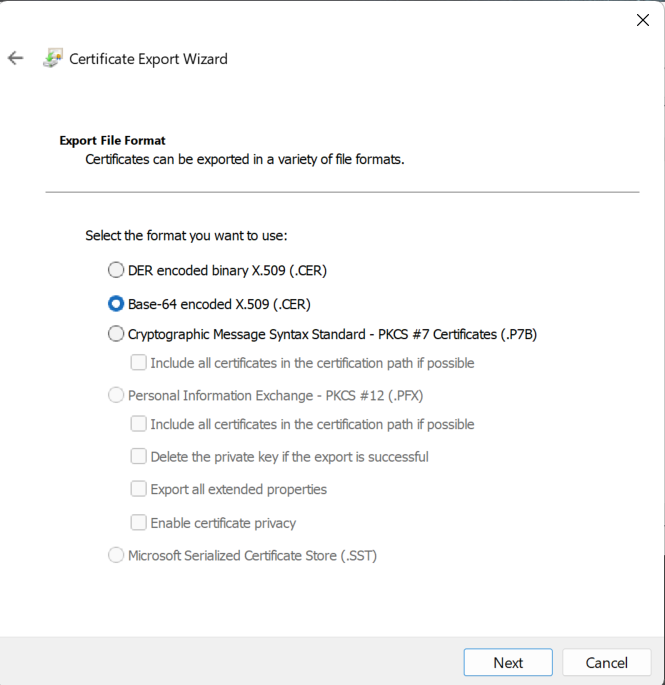 Certificate Export Wizard
Export File Format
Certificates can be exported in a variety of file formats.
Select the format you want to use:
DER encoded binary X.509 (.CER)
Base-64 encoded X.509 (.CER)
Cryptographic Message Syntax Standard - PKCS #7 Certificates (.P7B)
Include all certificates in the certification path if possible
Personal Information Exchange - PKCS #12 (.PFX)
Include all certificates in the certification path if possible
Delete the private key if the export is successful
Export all extended properties
Enable certificate privacy
Microsoft Serialized Certificate Store (.SST)
Next Cancel